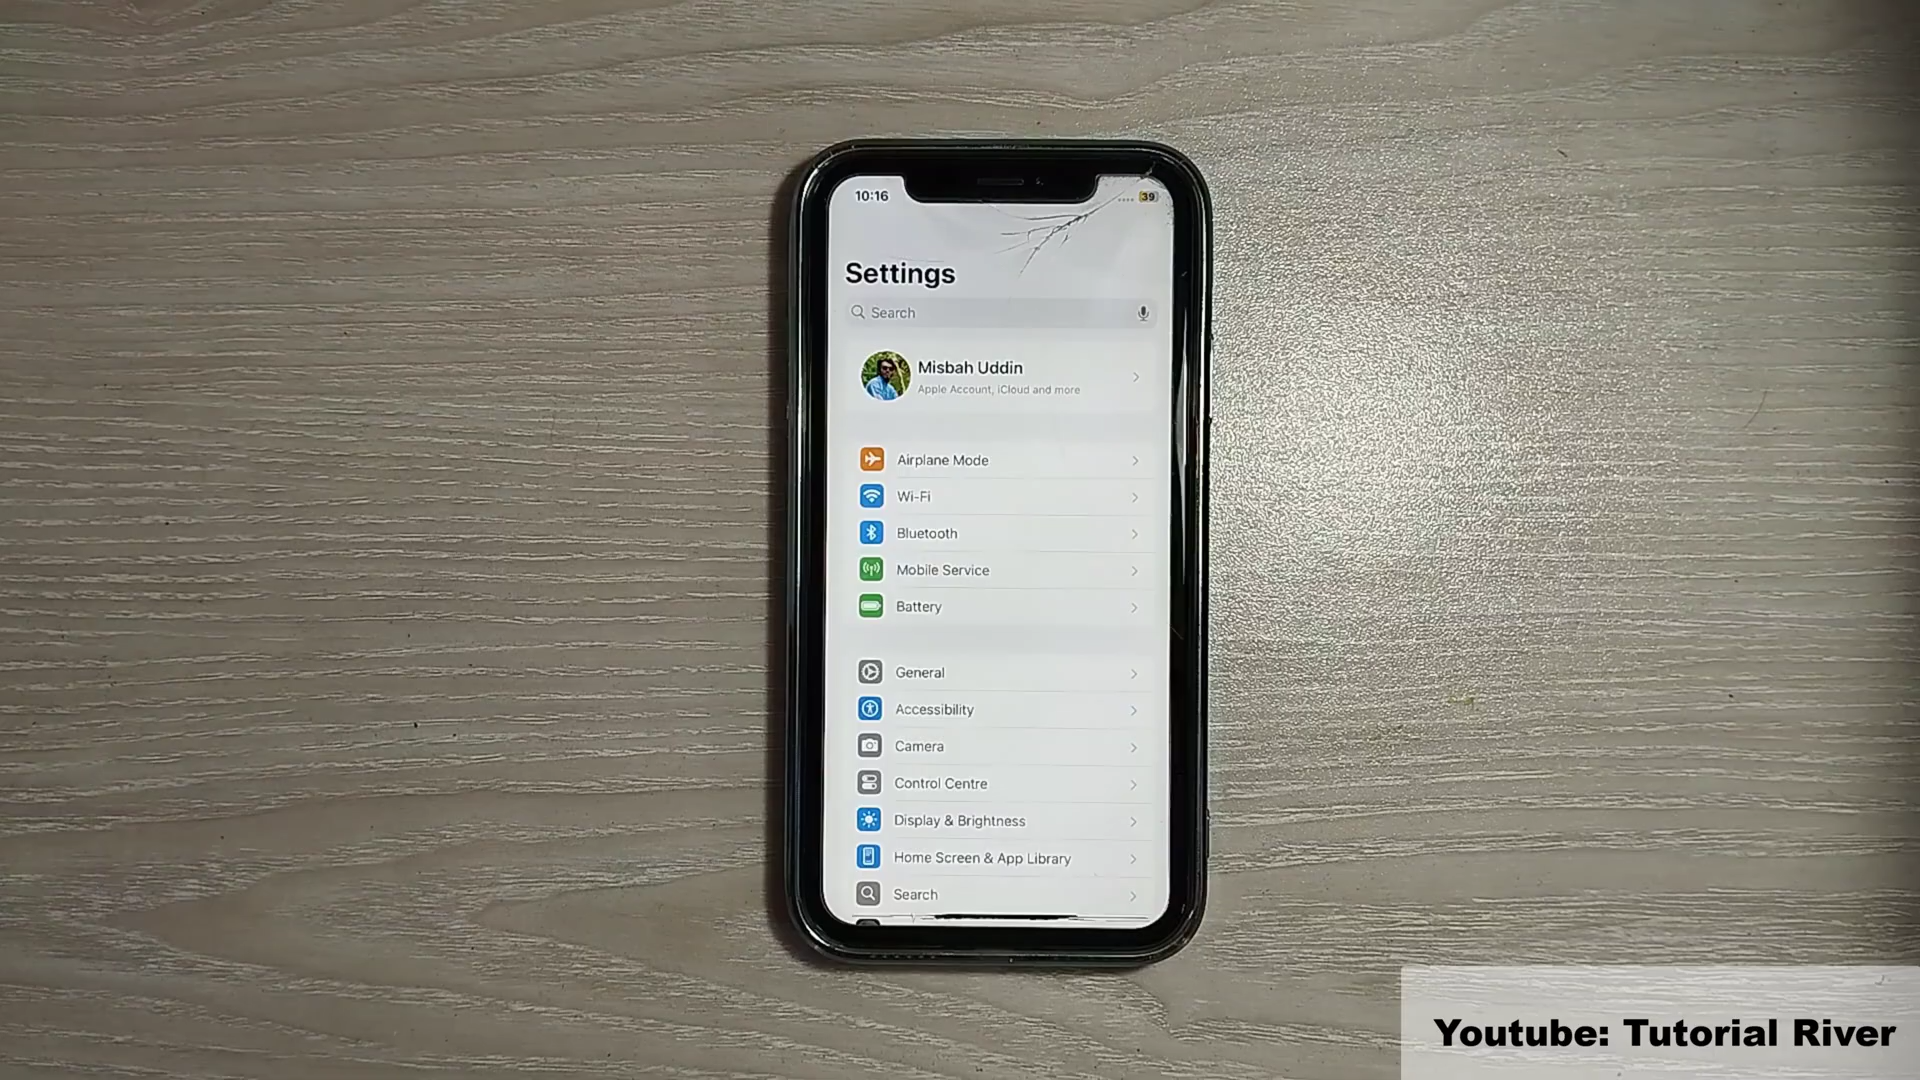 10:16
39
Settings
Search
Misbah Uddin
Apple Account, iCloud and more
Airplane Mode
Wi-Fi
Bluetooth
Mobile Service
Battery
General
Accessibility
Camera
Control Centre
Display & Brightness
Home Screen & App Library
Search
Youtube: Tutorial River